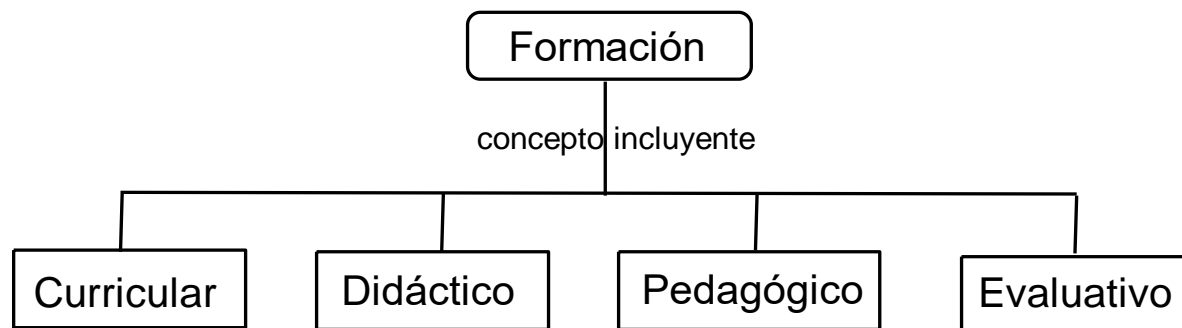 Formación
concepto incluyente
Curricular
Didáctico
Pedagógico
Evaluativo